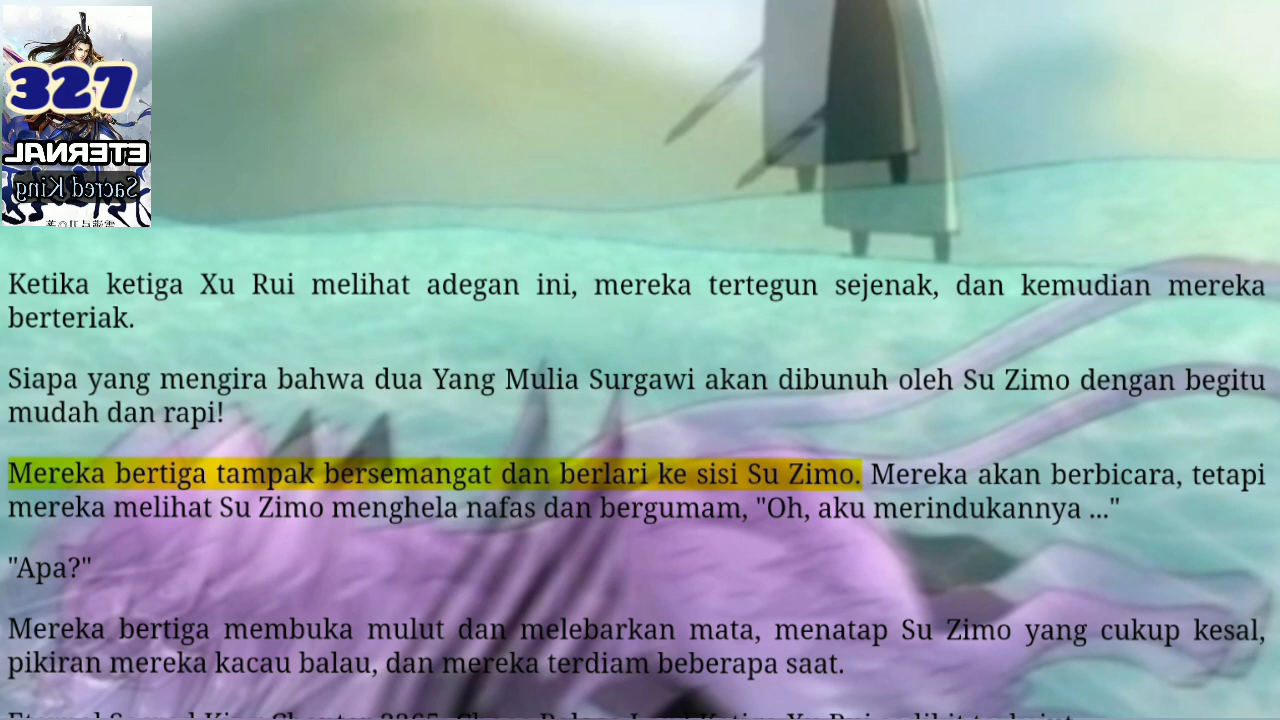 327
ETERNAL
Sacred King
Ketika ketiga Xu Rui melihat adegan ini, mereka tertegun sejenak, dan kemudian mereka
berteriak.
Siapa yang mengira bahwa dua Yang Mulia Surgawi akan dibunuh oleh Su Zimo dengan begitu
mudah dan rapi!
Mereka bertiga tampak bersemangat dan berlari ke sisi Su Zimo. Mereka akan berbicara, tetapi
mereka melihat Su Zimo menghela nafas dan bergumam, "Oh, aku merindukannya ..."
"Apa?"
Mereka bertiga membuka mulut dan melebarkan mata, menatap Su Zimo yang cukup kesal,
pikiran mereka kacau balau, dan mereka terdiam beberapa saat.